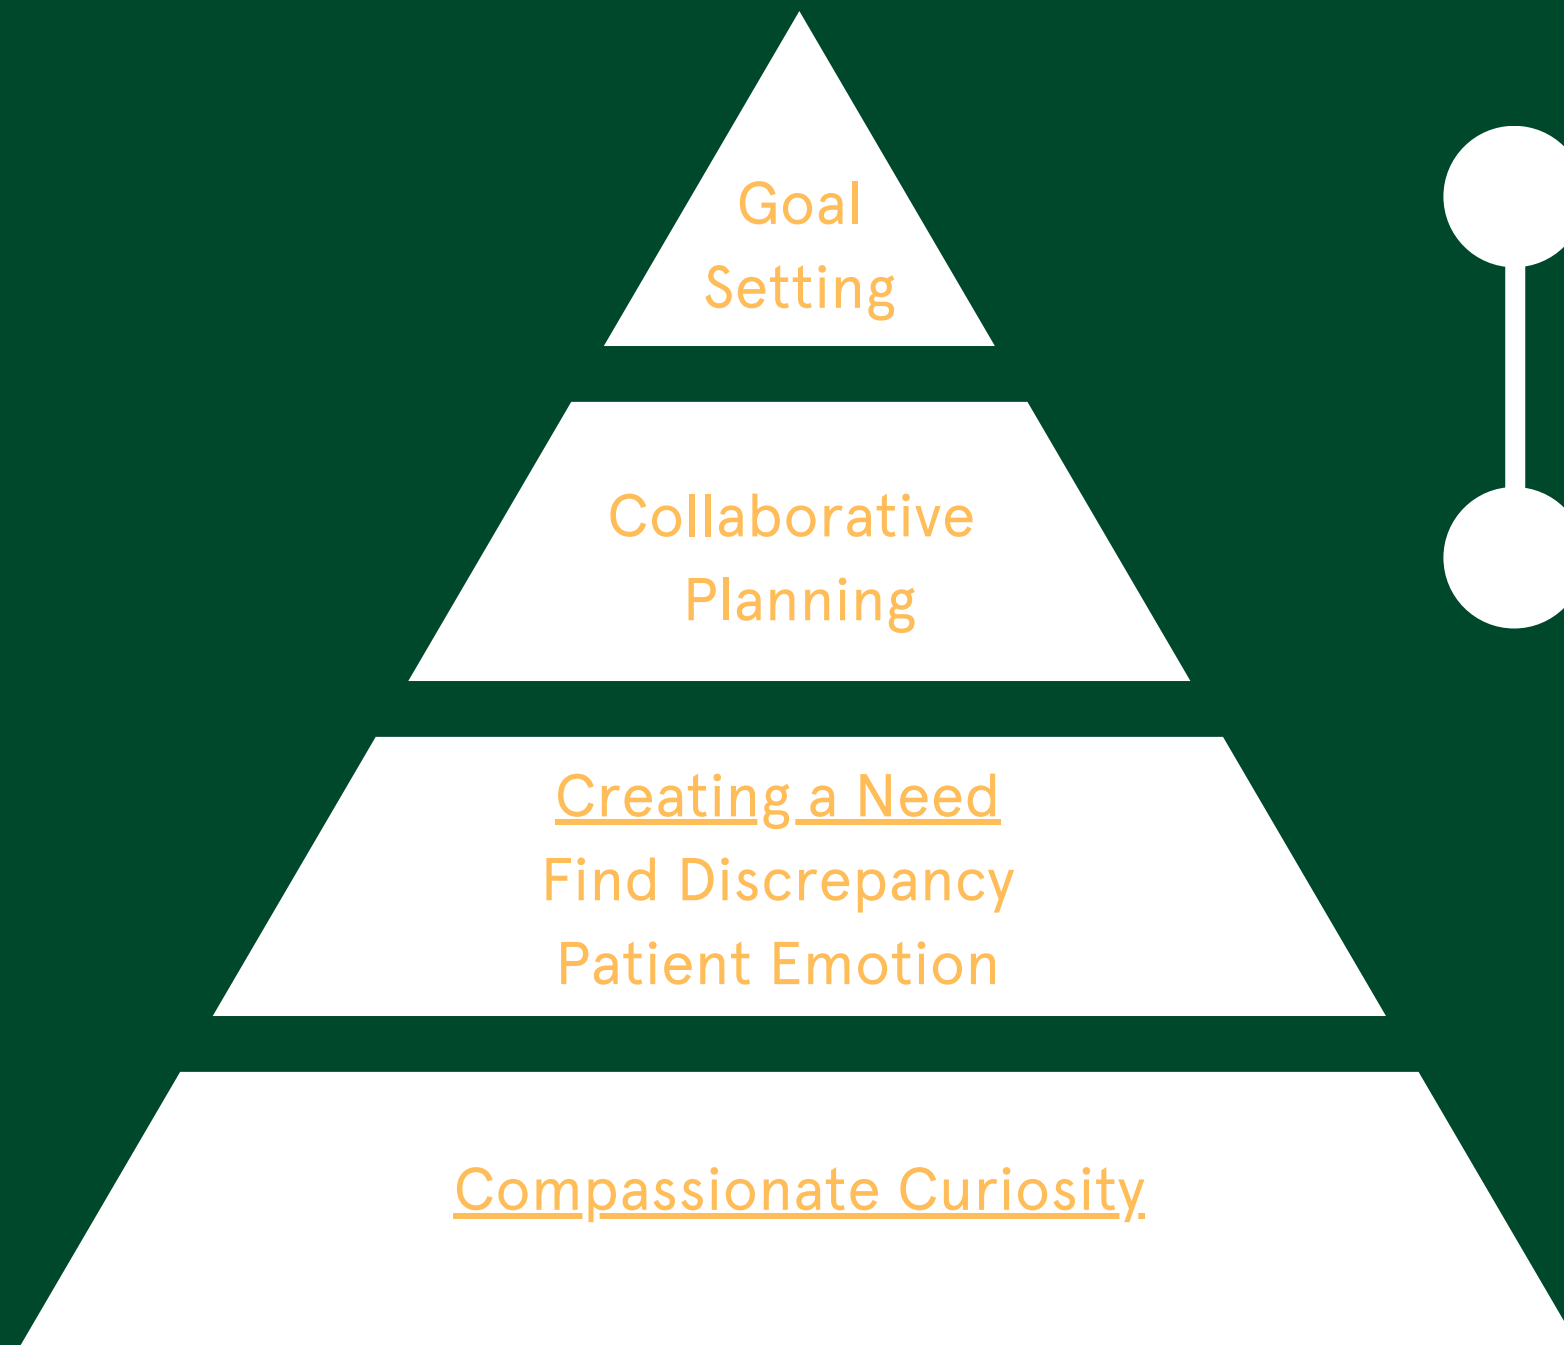 Goal
Setting
Collaborative
Planning
Creating a Need
Find Discrepancy
Patient Emotion
Compassionate Curiosity